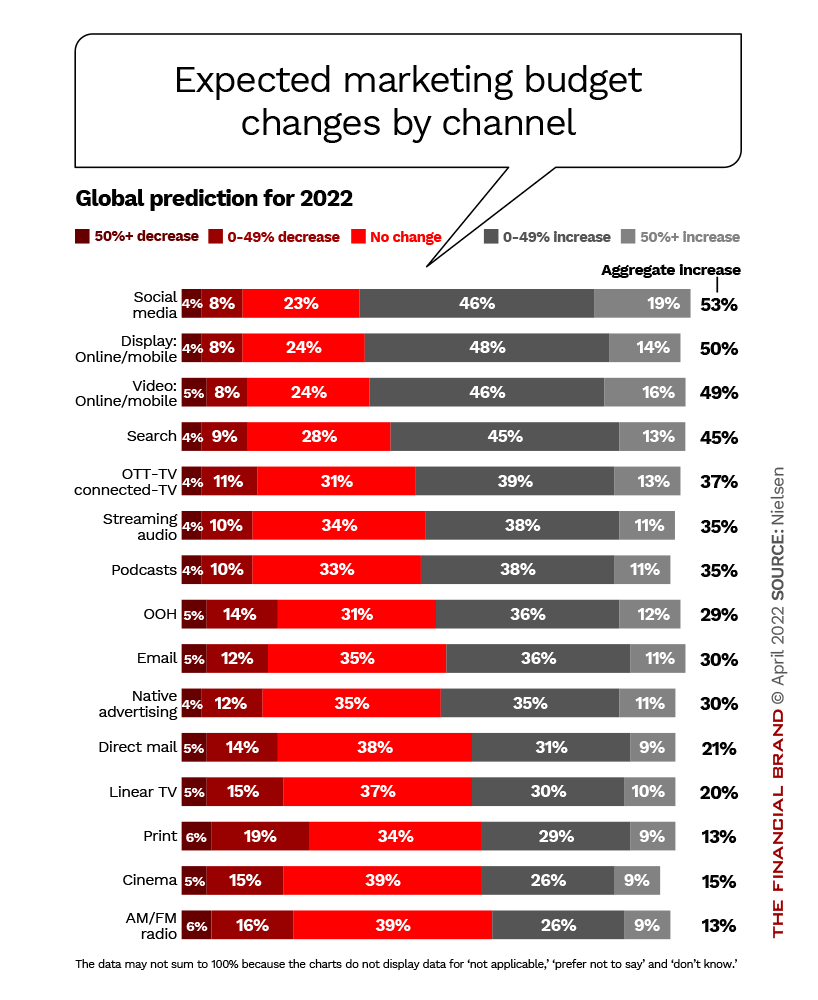 Expected marketing budget
changes by channel
Global prediction for 2022
50%+ decrease 0-49% decrease No change 0-49% increase 50%+ increase
Aggregate increase
Social
media
4% 8% 23% 46% 19% 53%
Display:
Online/mobile
4% 8% 24% 48% 14% 50%
Video:
Online/mobile
5% 8% 24% 46% 16% 49%
Search 4% 9% 28% 45% 13% 45%
OTT-TV
connected-TV
4% 11% 31% 39% 13% 37%
Streaming
audio
4% 10% 34% 38% 11% 35%
Podcasts 4% 10% 33% 38% 11% 35%
OOH 5% 14% 31% 36% 12% 29%
Email 5% 12% 35% 36% 11% 30%
Native
advertising
4% 12% 35% 35% 11% 30%
Direct mail 5% 14% 38% 31% 9% 21%
Linear TV 5% 15% 37% 30% 10% 20%
Print 6% 19% 34% 29% 9% 13%
Cinema 5% 15% 39% 26% 9% 15%
AM/FM
radio
6% 16% 39% 26% 9% 13%
The data may not sum to 100% because the charts do not display data for ‘not applicable,’ ‘prefer not to say’ and ‘don’t know.’
THE FINANCIAL BRAND © April 2022 SOURCE: Nielsen